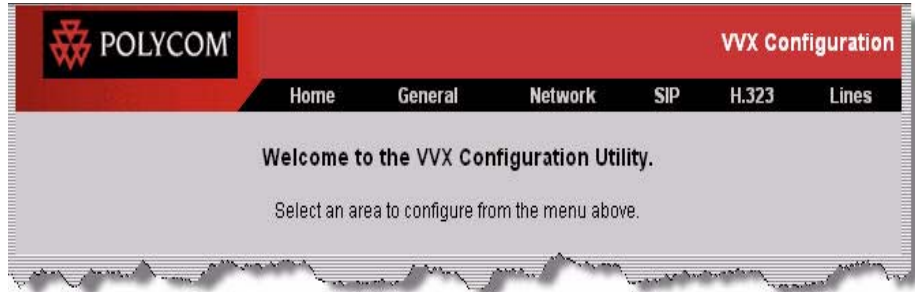 POLYCOM
VVX Configuration
Home General Network SIP H.323 Lines
Welcome to the VVX Configuration Utility.
Select an area to configure from the menu above.